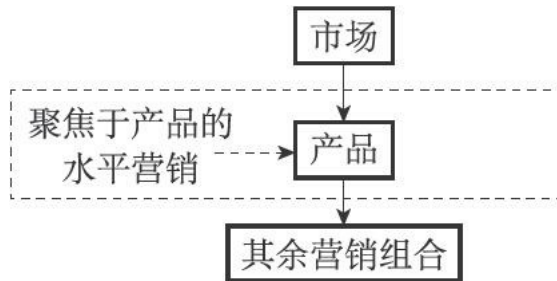 市场
聚焦于产品的
水平营销
产品
其余营销组合